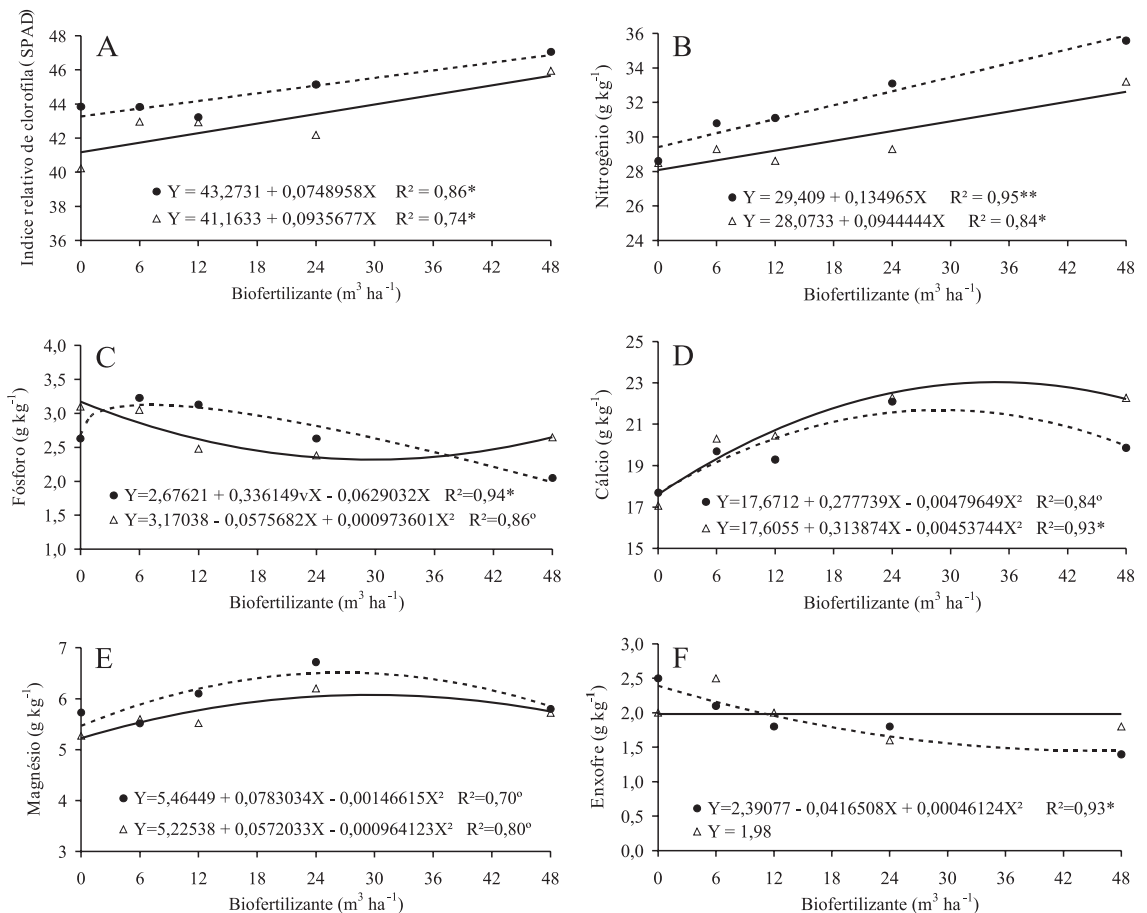 A
Indice relativo de clorofila (SPAD)
48
46
44
42
40
38
36
● Y = 43,2731 + 0,0748958X R² = 0,86*
△ Y = 41,1633 + 0,0935677X R² = 0,74*
0 6 12 18 24 30 36 42 48
Biofertilizante (m³ ha⁻¹)
B
Nitrogênio (g kg⁻¹)
36
34
32
30
28
26
24
● Y = 29,409 + 0,134965X R² = 0,95**
△ Y = 28,0733 + 0,0944444X R² = 0,84*
0 6 12 18 24 30 36 42 48
Biofertilizante (m³ ha⁻¹)
C
Fósforo (g kg⁻¹)
4,0
3,5
3,0
2,5
2,0
1,5
1,0
● Y=2,67621 + 0,336149vX - 0,0629032X R²=0,94*
△ Y=3,17038 - 0,0575682X + 0,000973601X² R²=0,86º
0 6 12 18 24 30 36 42 48
Biofertilizante (m³ ha⁻¹)
D
Cálcio (g kg⁻¹)
25
23
21
19
17
15
● Y=17,6712 + 0,277739X - 0,00479649X² R²=0,84º
△ Y=17,6055 + 0,313874X - 0,00453744X² R²=0,93*
0 6 12 18 24 30 36 42 48
Biofertilizante (m³ ha⁻¹)
E
Magnésio (g kg⁻¹)
7
6
5
4
3
● Y=5,46449 + 0,0783034X - 0,00146615X² R²=0,70º
△ Y=5,22538 + 0,0572033X - 0,000964123X² R²=0,80º
0 6 12 18 24 30 36 42 48
Biofertilizante (m³ ha⁻¹)
F
Enxofre (g kg⁻¹)
3,0
2,5
2,0
1,5
1,0
0,5
0,0
● Y=2,39077 - 0,0416508X + 0,00046124X² R²=0,93*
△ Y = 1,98
0 6 12 18 24 30 36 42 48
Biofertilizante (m³ ha⁻¹)